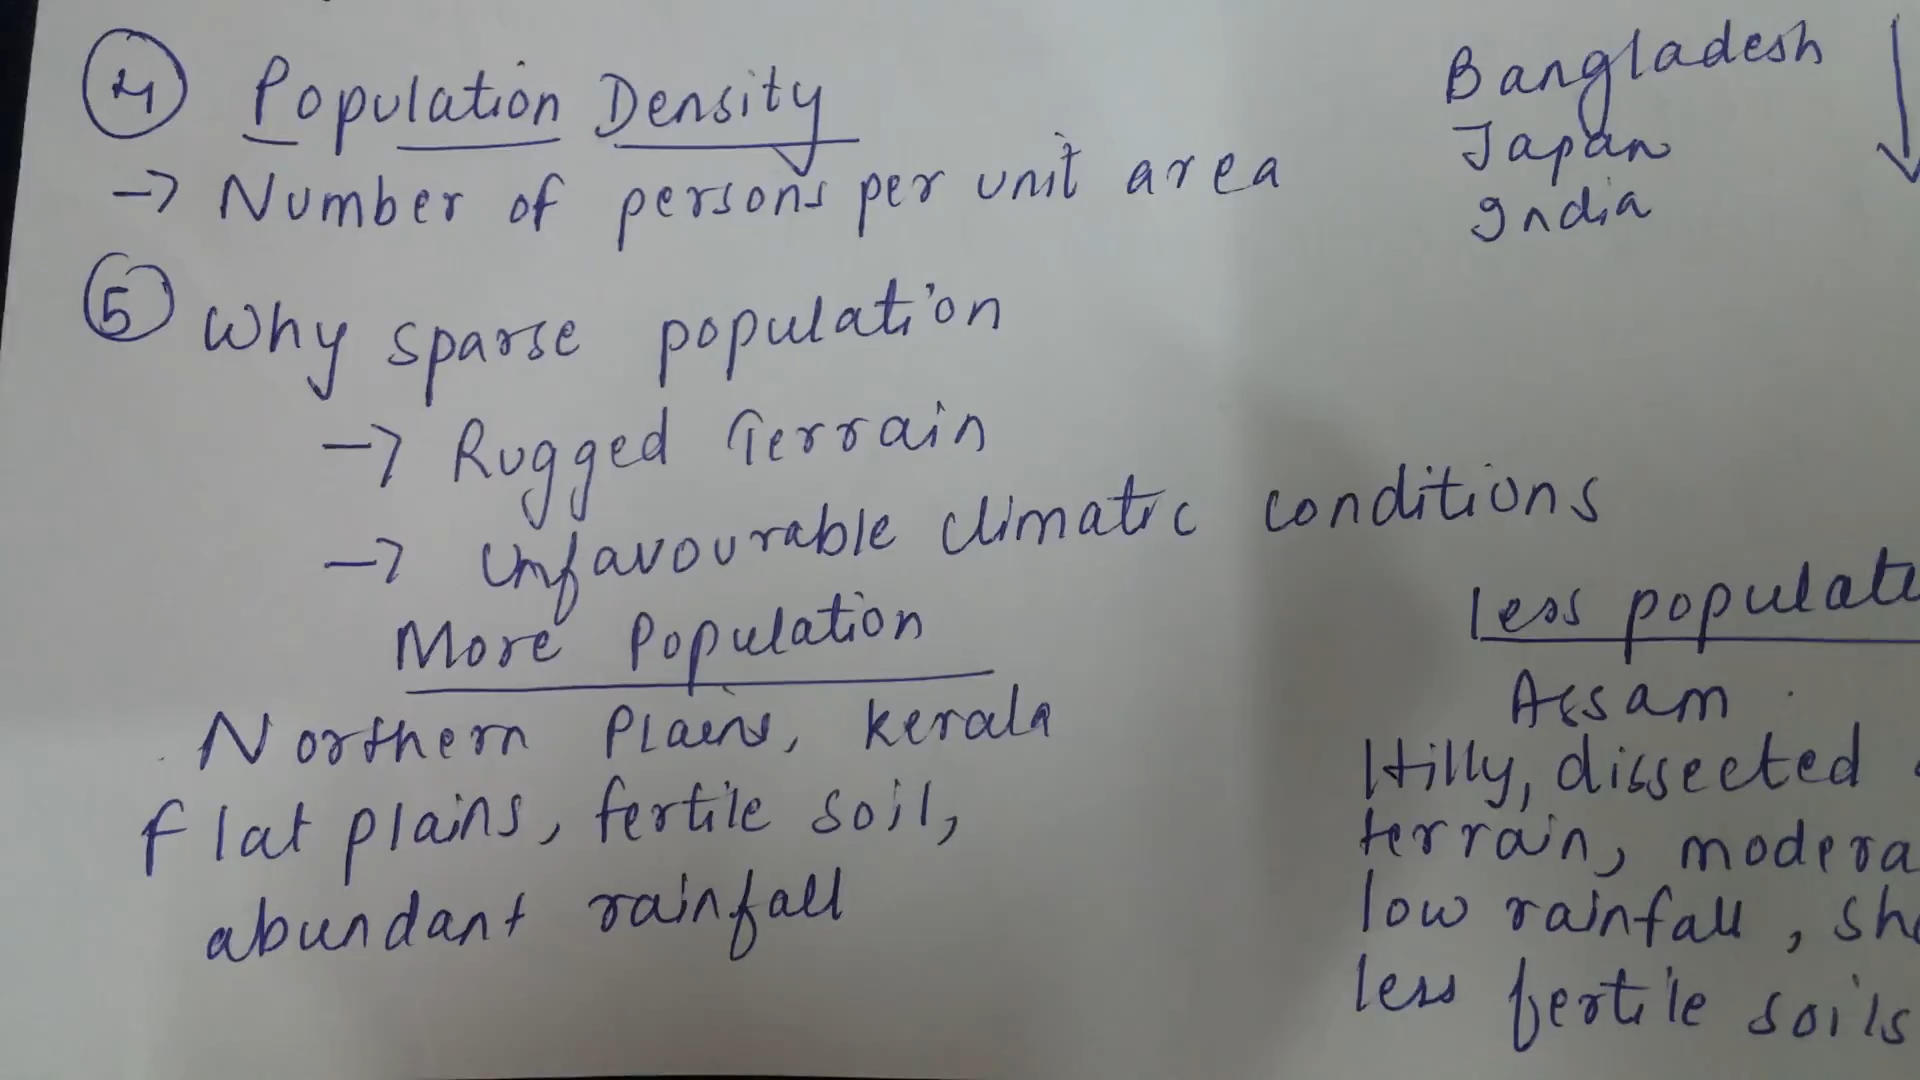 4 Population Density
→ Number of persons per unit area
Bangladesh
Japan
India
5 Why sparse population
→ Rugged Terrain
→ Unfavourable climatic conditions
More Population
Northern Plains, Kerala
flat plains, fertile soil,
abundant rainfall
less populate
Assam
Hilly, dissected
terrain, modera
low rainfall, sh
less fertile soils